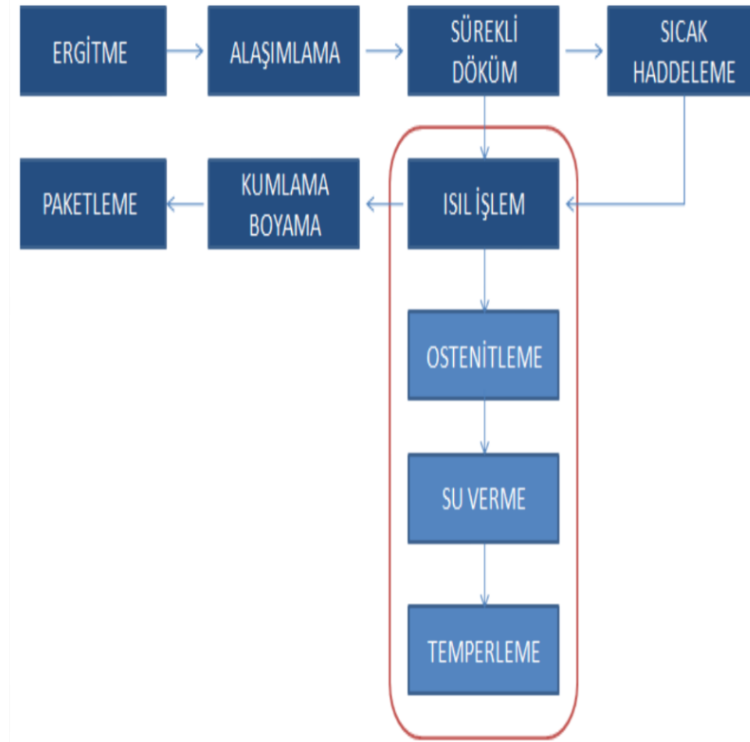 ERGİTME
ALAŞIMLAMA
SÜREKLİ
DÖKÜM
SICAK
HADDELEME
PAKETLEME
KUMLAMA
BOYAMA
ISIL İŞLEM
OSTENİTLEME
SU VERME
TEMPERLEME